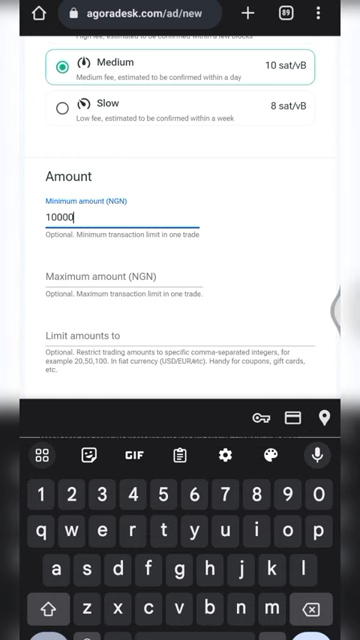 agoradesk.com/ad/new
89
Medium
10 sat/vB
Medium fee, estimated to be confirmed within a day
Slow
8 sat/vB
Low fee, estimated to be confirmed within a week
Amount
Minimum amount (NGN)
10000
Optional. Minimum transaction limit in one trade
Maximum amount (NGN)
Optional. Maximum transaction limit in one trade.
Limit amounts to
Optional. Restrict trading amounts to specific comma-separated integers, for
example 20,50,100. In fiat currency (USD/EUR/etc). Handy for coupons, gift cards,
etc.
GIF
1 2 3 4 5 6 7 8 9 0
q w e r t y u i o p
a s d f g h j k l
z x c v b n m